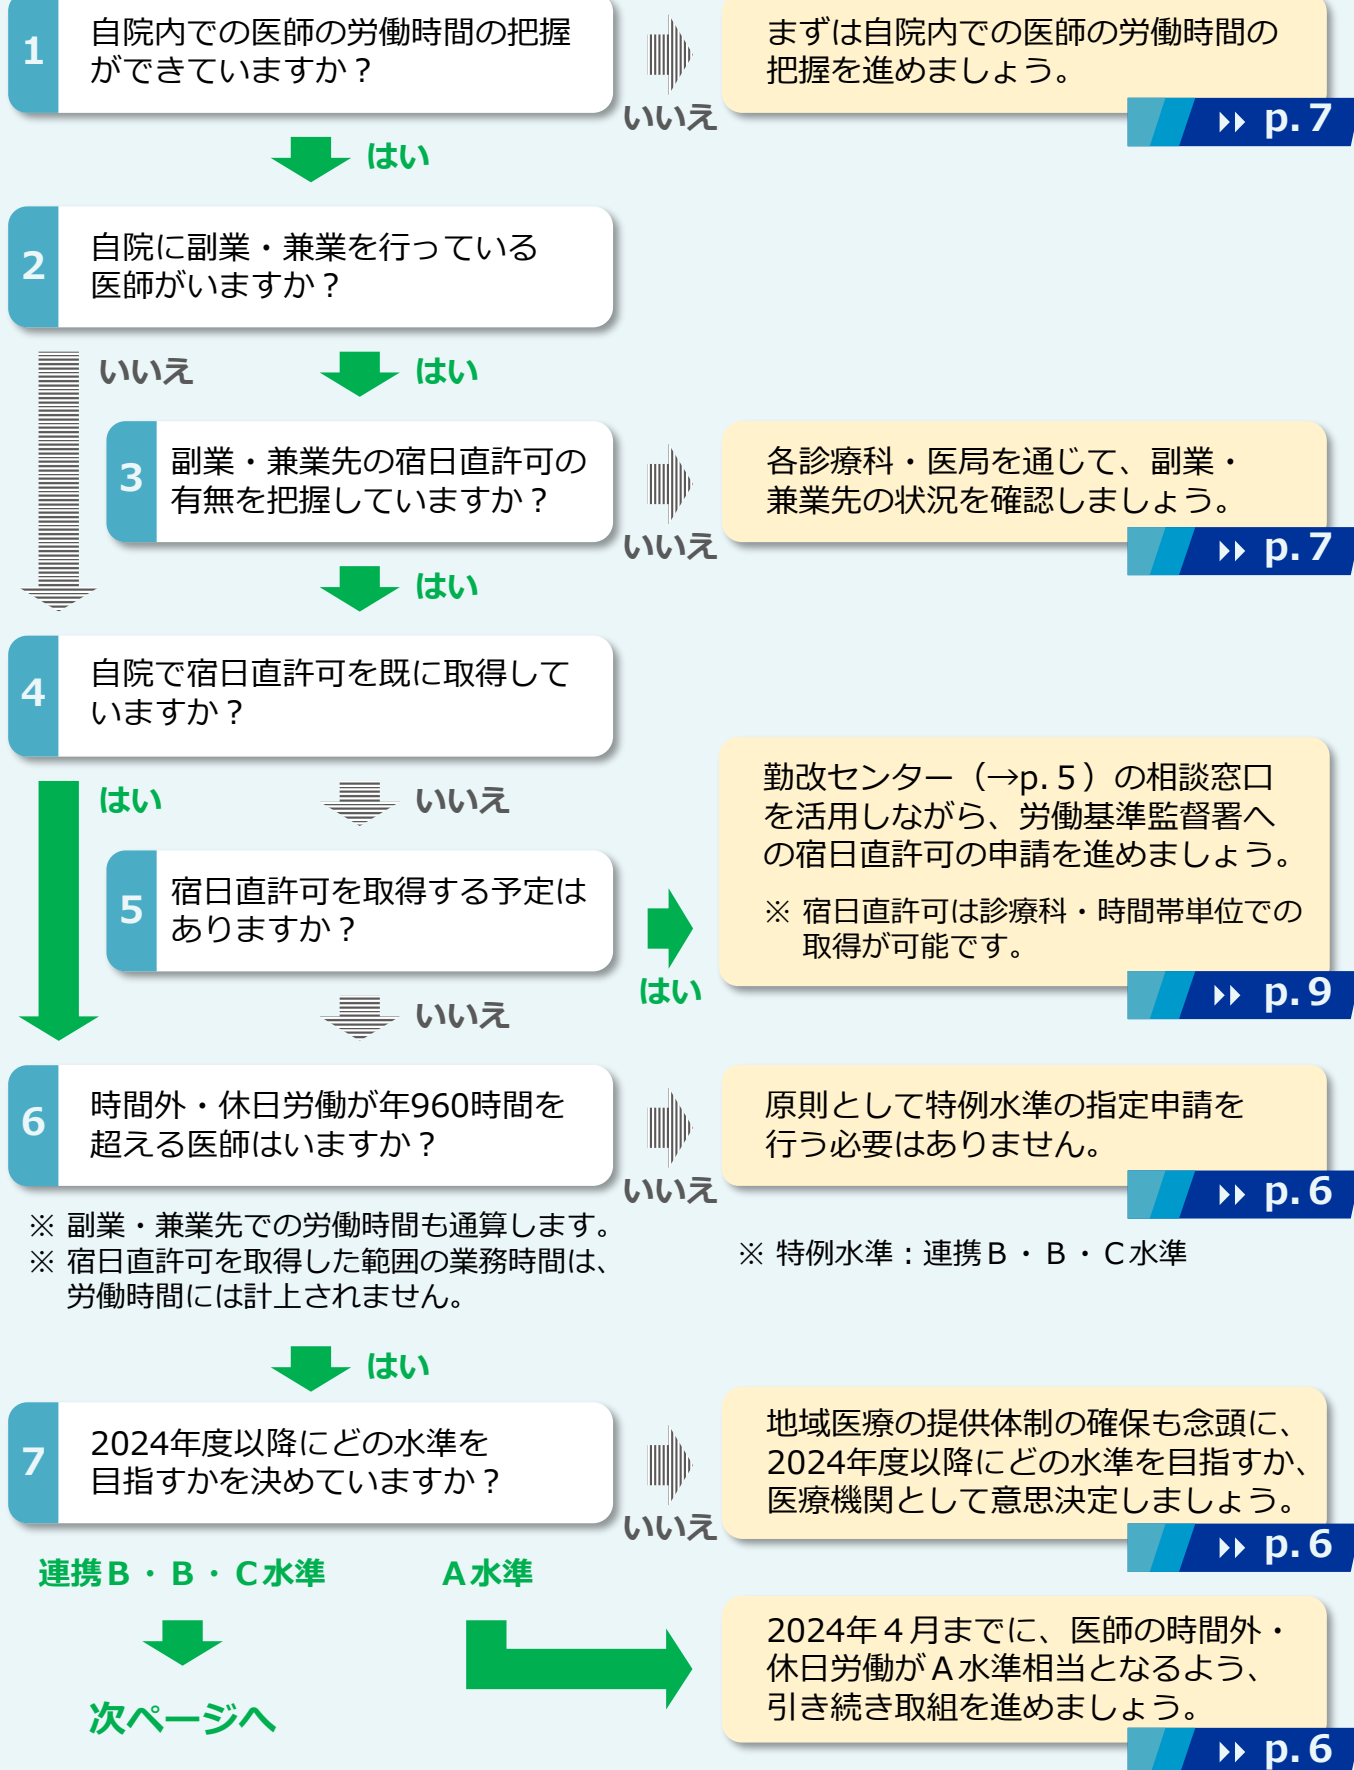 1
自院内での医師の労働時間の把握
ができていますか？
いいえ
まずは自院内での医師の労働時間の
把握を進めましょう。
p.7
はい
2
自院に副業・兼業を行っている
医師がいますか？
いいえ
はい
3
副業・兼業先の宿日直許可の
有無を把握していますか？
いいえ
各診療科・医局を通じて、副業・
兼業先の状況を確認しましょう。
p.7
はい
4
自院で宿日直許可を既に取得して
いますか？
はい
いいえ
5
宿日直許可を取得する予定は
ありますか？
はい
勤改センター（→p.５）の相談窓口
を活用しながら、労働基準監督署へ
の宿日直許可の申請を進めましょう。
※ 宿日直許可は診療科・時間帯単位での
取得が可能です。
p.9
いいえ
6
時間外・休日労働が年960時間を
超える医師はいますか？
いいえ
原則として特例水準の指定申請を
行う必要はありません。
p.6
※ 副業・兼業先での労働時間も通算します。
※ 宿日直許可を取得した範囲の業務時間は、
労働時間には計上されません。
※ 特例水準：連携Ｂ・Ｂ・Ｃ水準
はい
7
2024年度以降にどの水準を
目指すかを決めていますか？
いいえ
地域医療の提供体制の確保も念頭に、
2024年度以降にどの水準を目指すか、
医療機関として意思決定しましょう。
p.6
連携Ｂ・Ｂ・Ｃ水準
Ａ水準
次ページへ
2024年４月までに、医師の時間外・
休日労働がＡ水準相当となるよう、
引き続き取組を進めましょう。
p.6